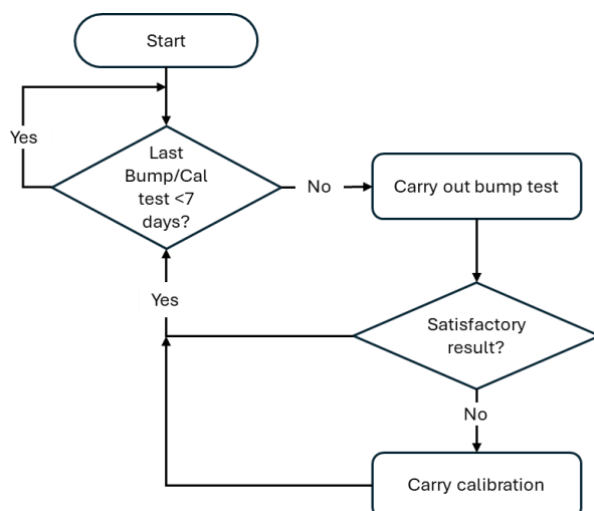 Start
Yes
Last
Bump/Cal
test <7
days?
No
Carry out bump test
Yes
Satisfactory
result?
No
Carry calibration